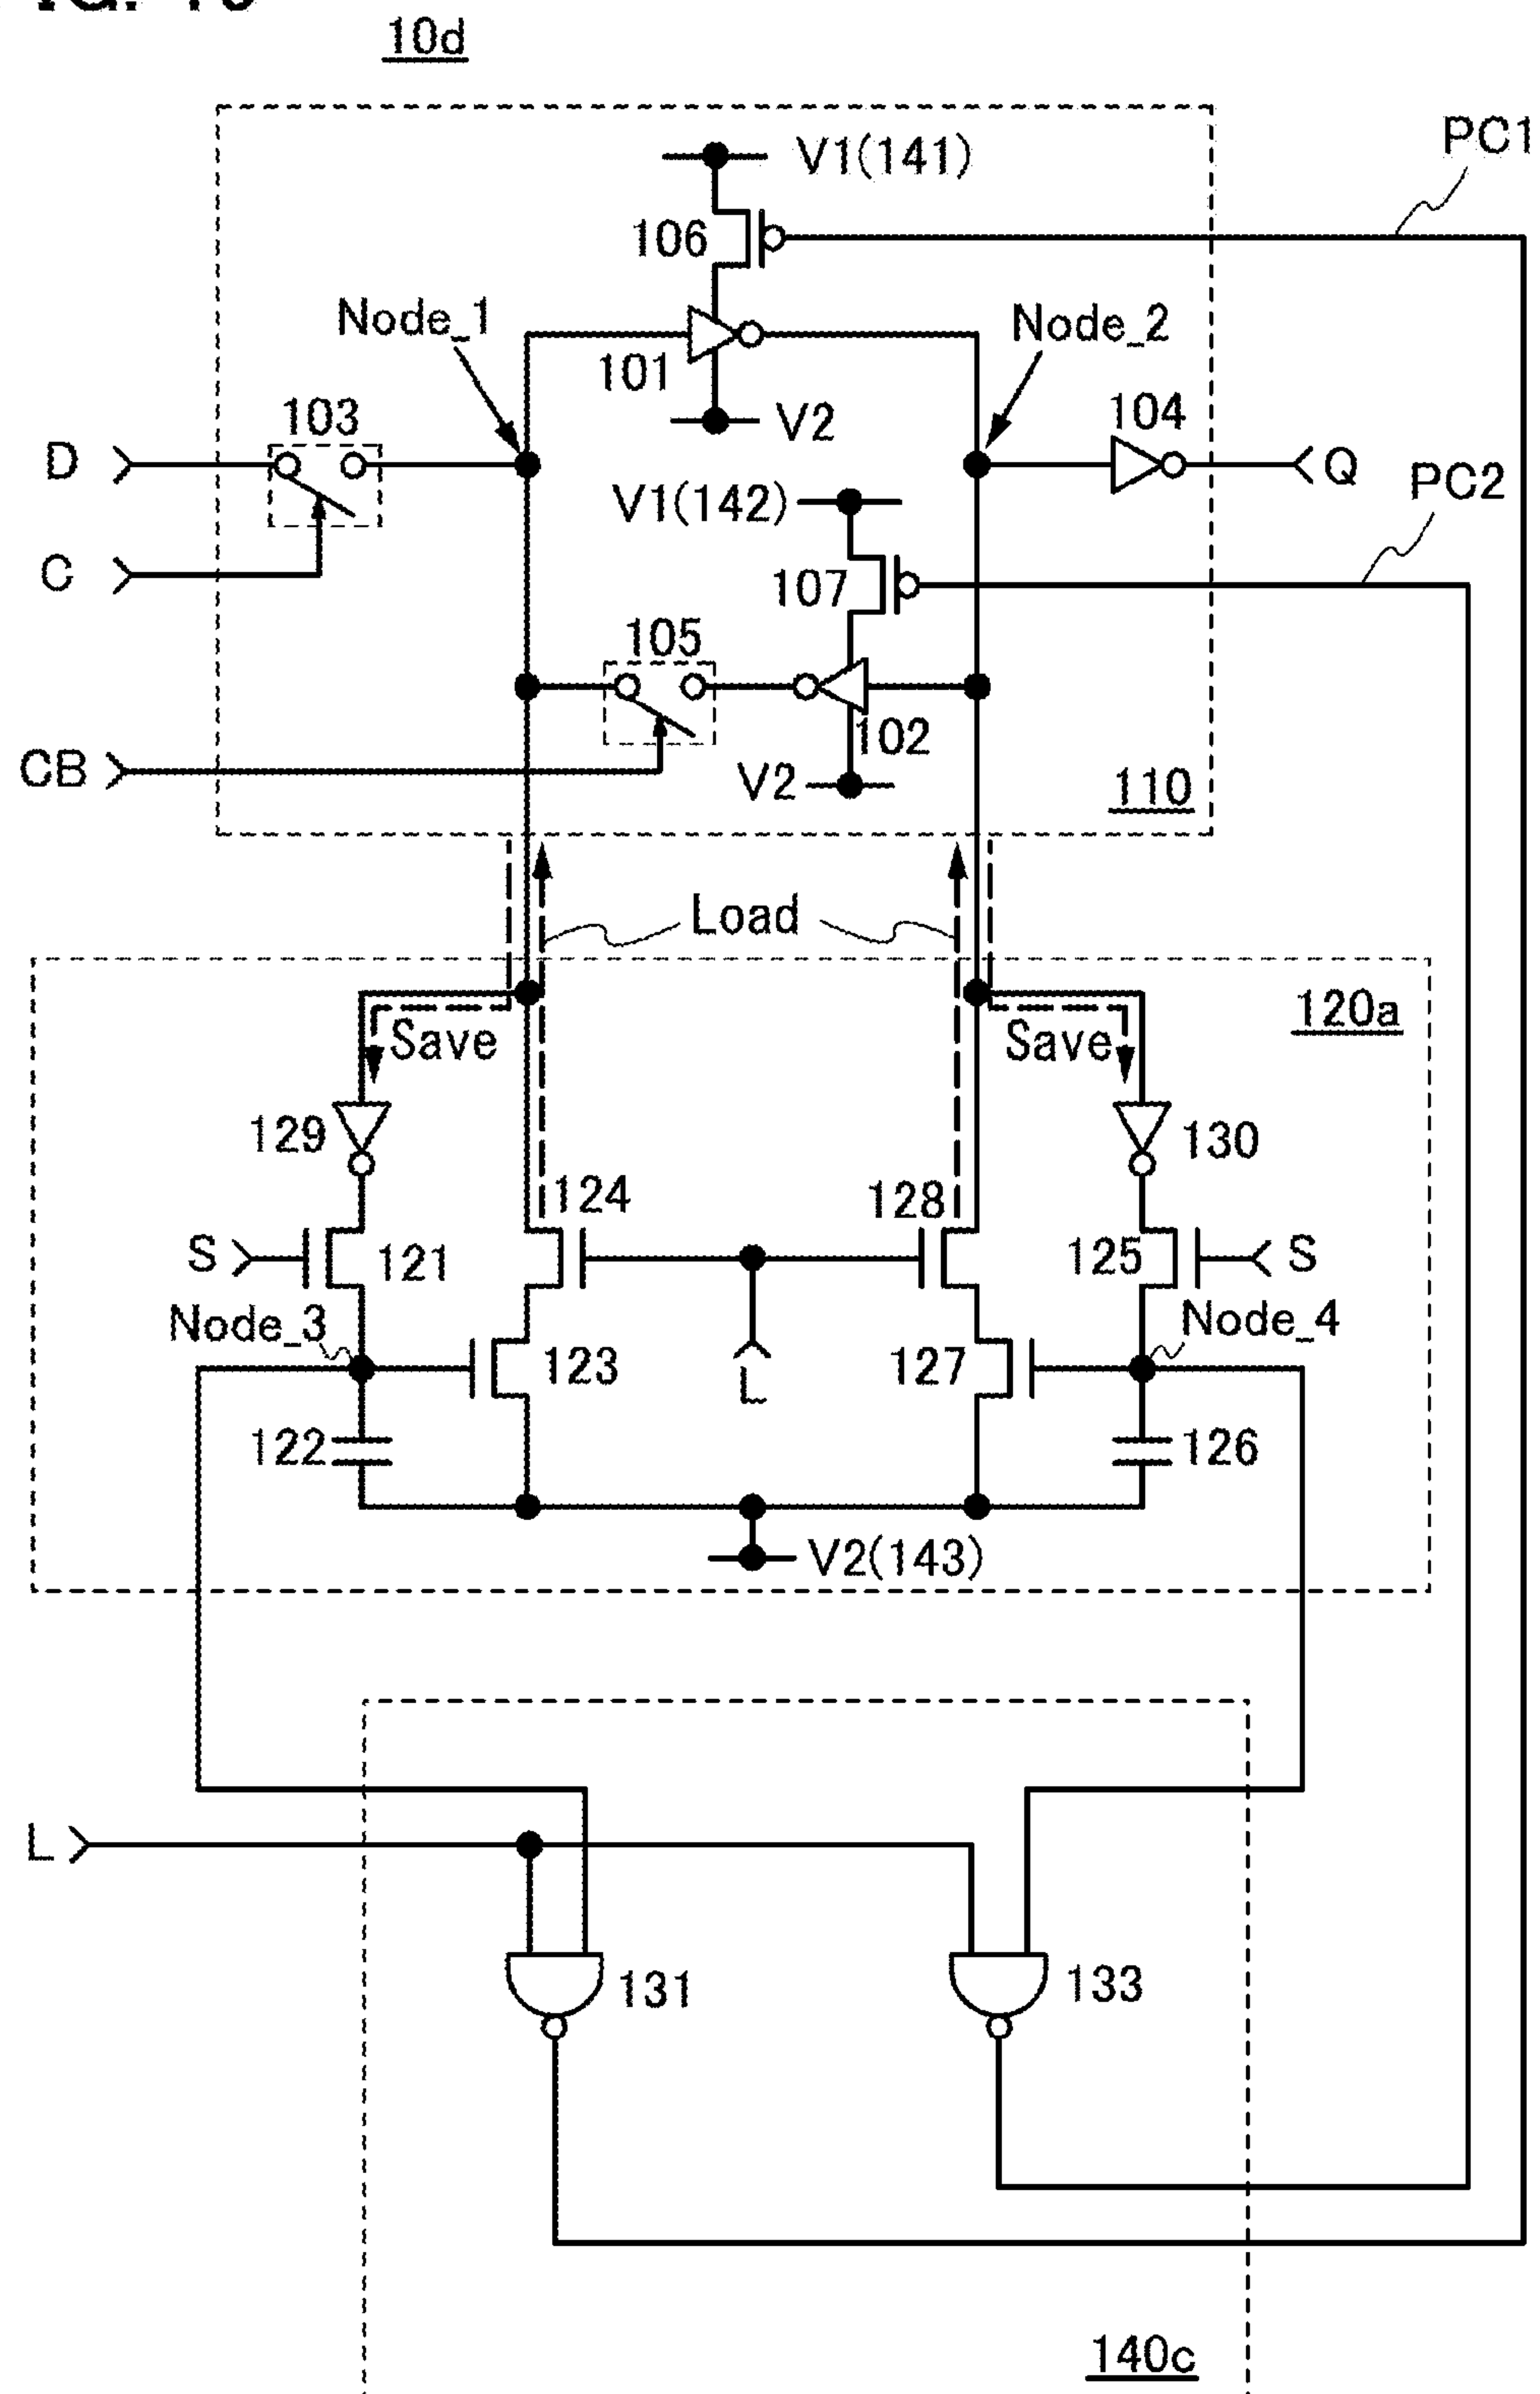 10d
PC1
V1(141)
106
Node_1
Node_2
101
V2
103
104
D
Q
V1(142)
PC2
C
107
105
102
CB
V2
110
Load
120a
Save
Save
129
130
124
128
S
121
125
S
Node_3
Node_4
123
127
L
122
126
V2(143)
L
131
133
140c